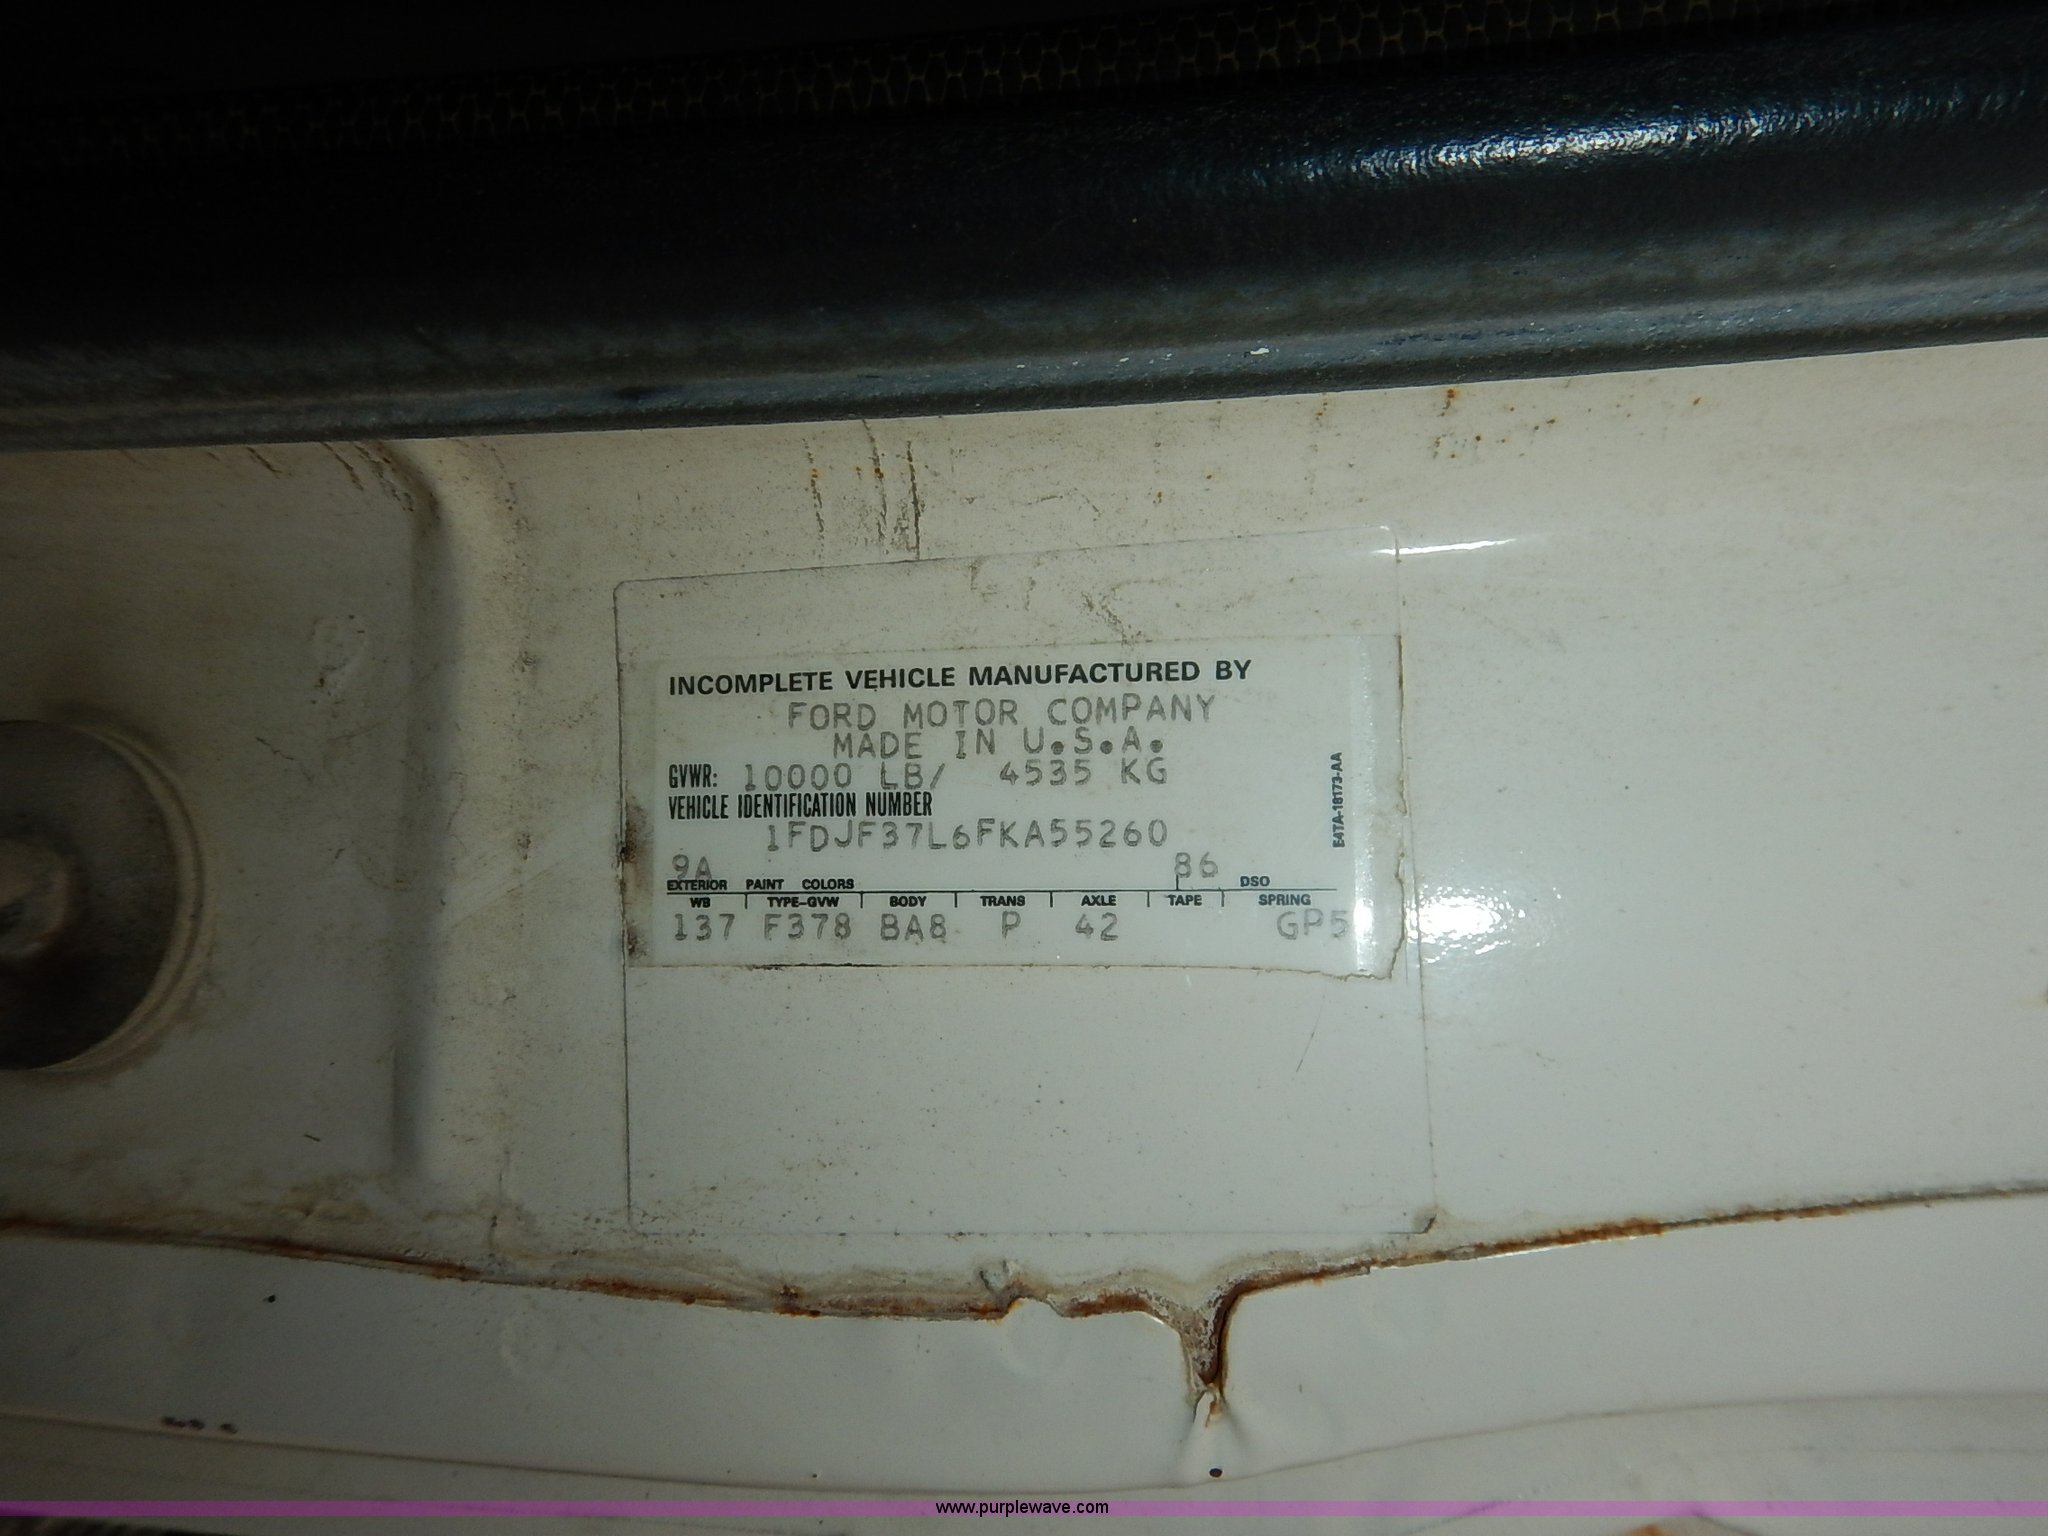 INCOMPLETE VEHICLE MANUFACTURED BY
FORD MOTOR COMPANY
MADE IN U.S.A.
GVWR: 10000 LB/ 4535 KG
VEHICLE IDENTIFICATION NUMBER
1FDJF37L6FKA55260
9A 86
EXTERIOR PAINT COLORS DSO
WB TYPE-GVW BODY TRANS AXLE TAPE SPRING
137 F378 BA8 P 42 GP5
E4TA-18173-AA
www.purplewave.com